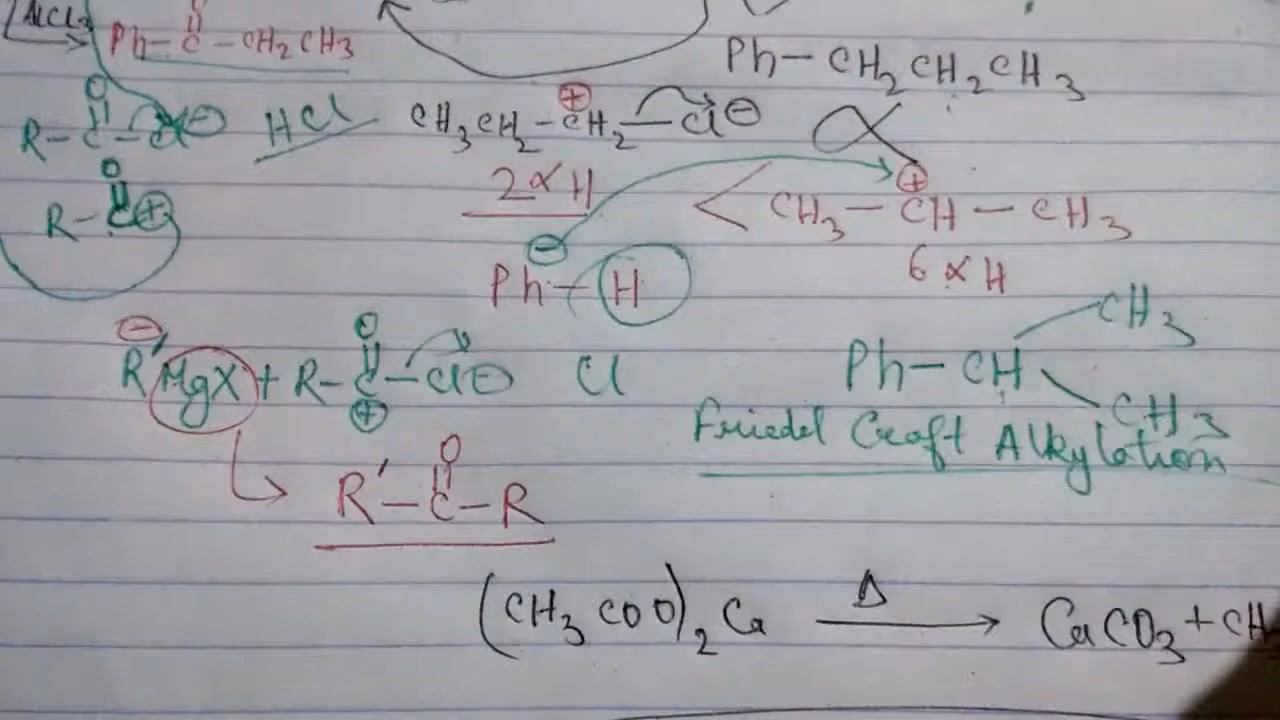 AlCl3
O
Ph-C-CH2CH3
Ph-CH2CH2CH3
O
R-C-Cl⊖ HCl
CH3CH2-CH2-Cl⊖
⊕
O
R-C⊕
2αH
⊕
CH3-CH-CH3
6αH
⊖
Ph-H
⊖ O
R'MgX+R-C-Cl⊖ Cl
⊕
CH3
Ph-CH
CH3
Friedel Craft Alkylation
O
R'-C-R
(CH3COO)2Ca Δ→ CaCO3+CH